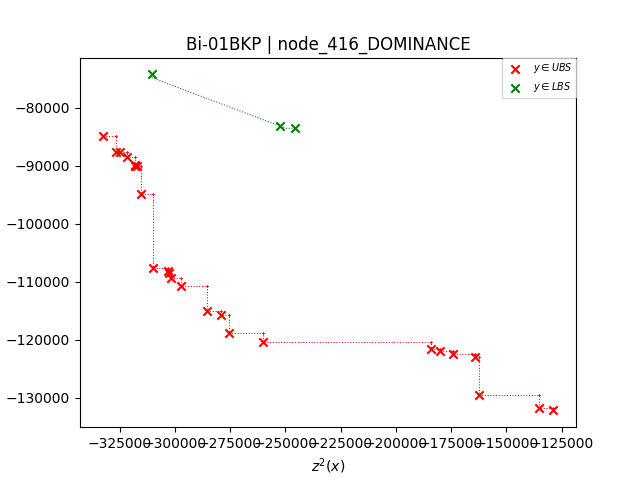 Bi-01BKP | node_416_DOMINANCE
y ∈ UBS
y ∈ LBS
−80000
−90000
−100000
−110000
−120000
−130000
−325000 −300000 −275000 −250000 −225000 −200000 −175000 −150000 −125000
z²(x)